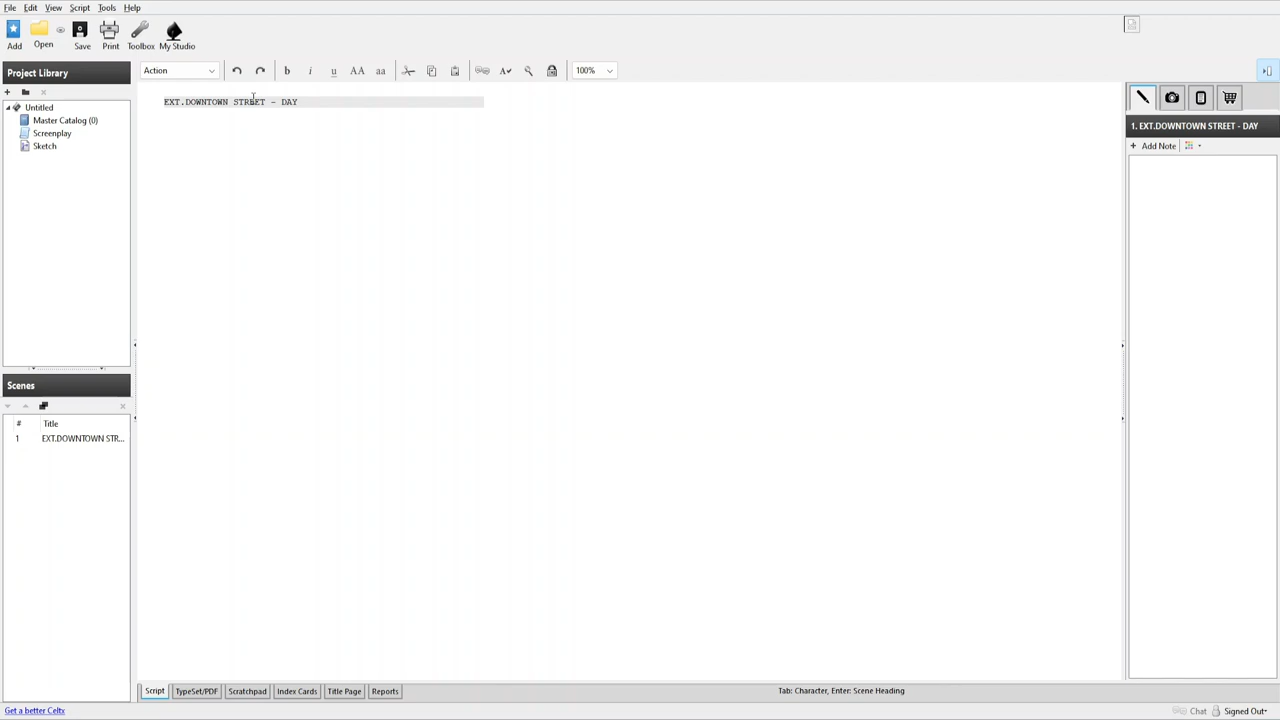 File Edit View Script Tools Help
Add Open Save Print Toolbox My Studio
Project Library
Action b i u AA aa 100%
Untitled
Master Catalog (0)
Screenplay
Sketch
EXT.DOWNTOWN STREET - DAY
1. EXT.DOWNTOWN STREET - DAY
+ Add Note
Scenes
# Title
1 EXT.DOWNTOWN STR...
Script TypeSet/PDF Scratchpad Index Cards Title Page Reports
Tab: Character, Enter: Scene Heading
Get a better Celtx
Chat Signed Out